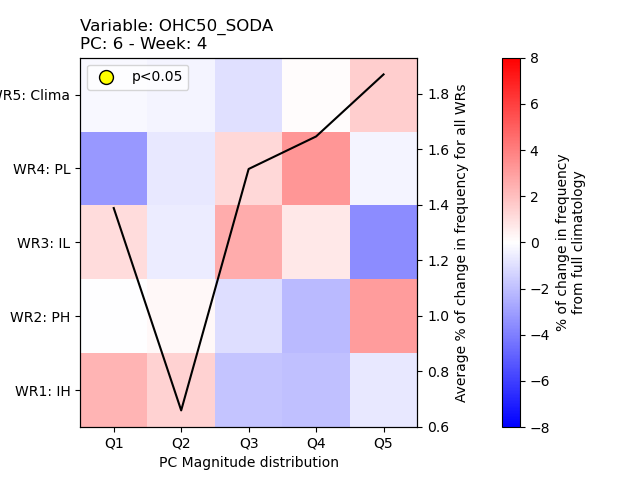 Variable: OHC50_SODA
PC: 6 - Week: 4
p<0.05
WR5: Clima
WR4: PL
WR3: IL
WR2: PH
WR1: IH
Q1 Q2 Q3 Q4 Q5
PC Magnitude distribution
1.8
1.6
1.4
1.2
1.0
0.8
0.6
Average % of change in frequency for all WRs
8
6
4
2
0
−2
−4
−6
−8
% of change in frequency
from full climatology